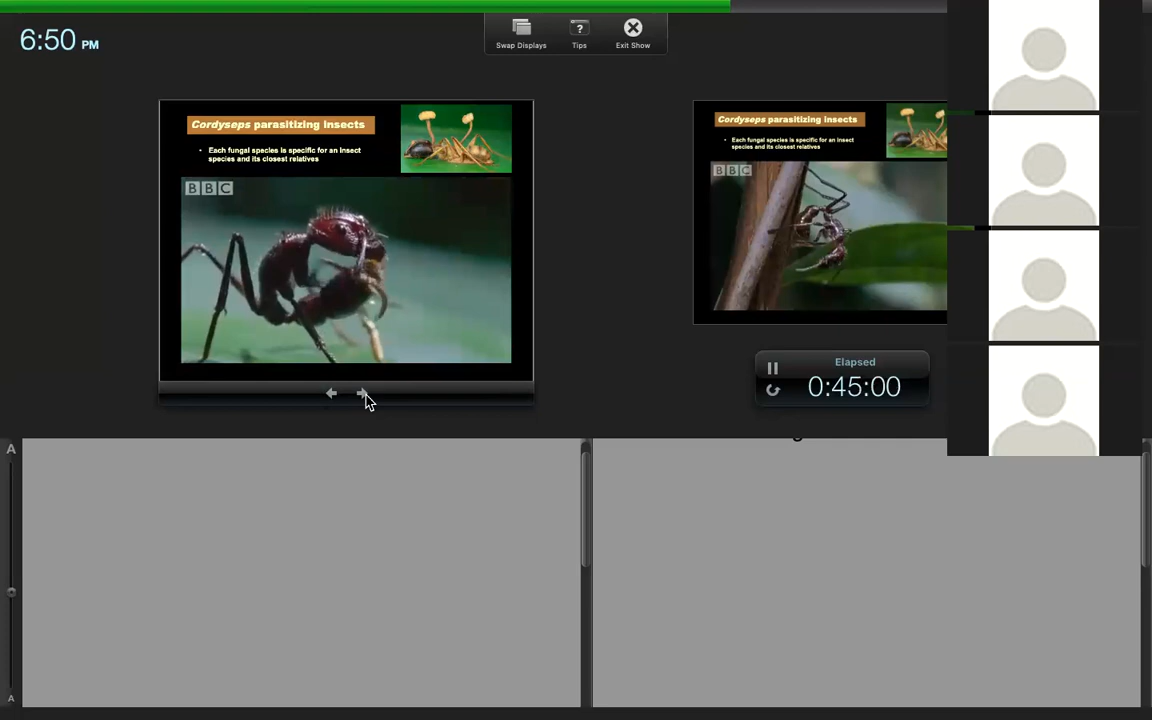 6:50 PM
Swap Displays
Tips
Exit Show
Cordyseps parasitizing insects
• Each fungal species is specific for an insect
species and its closest relatives
BBC
Cordyseps parasitizing insects
• Each fungal species is specific for an insect
species and its closest relatives
BBC
Elapsed
0:45:00
A
A